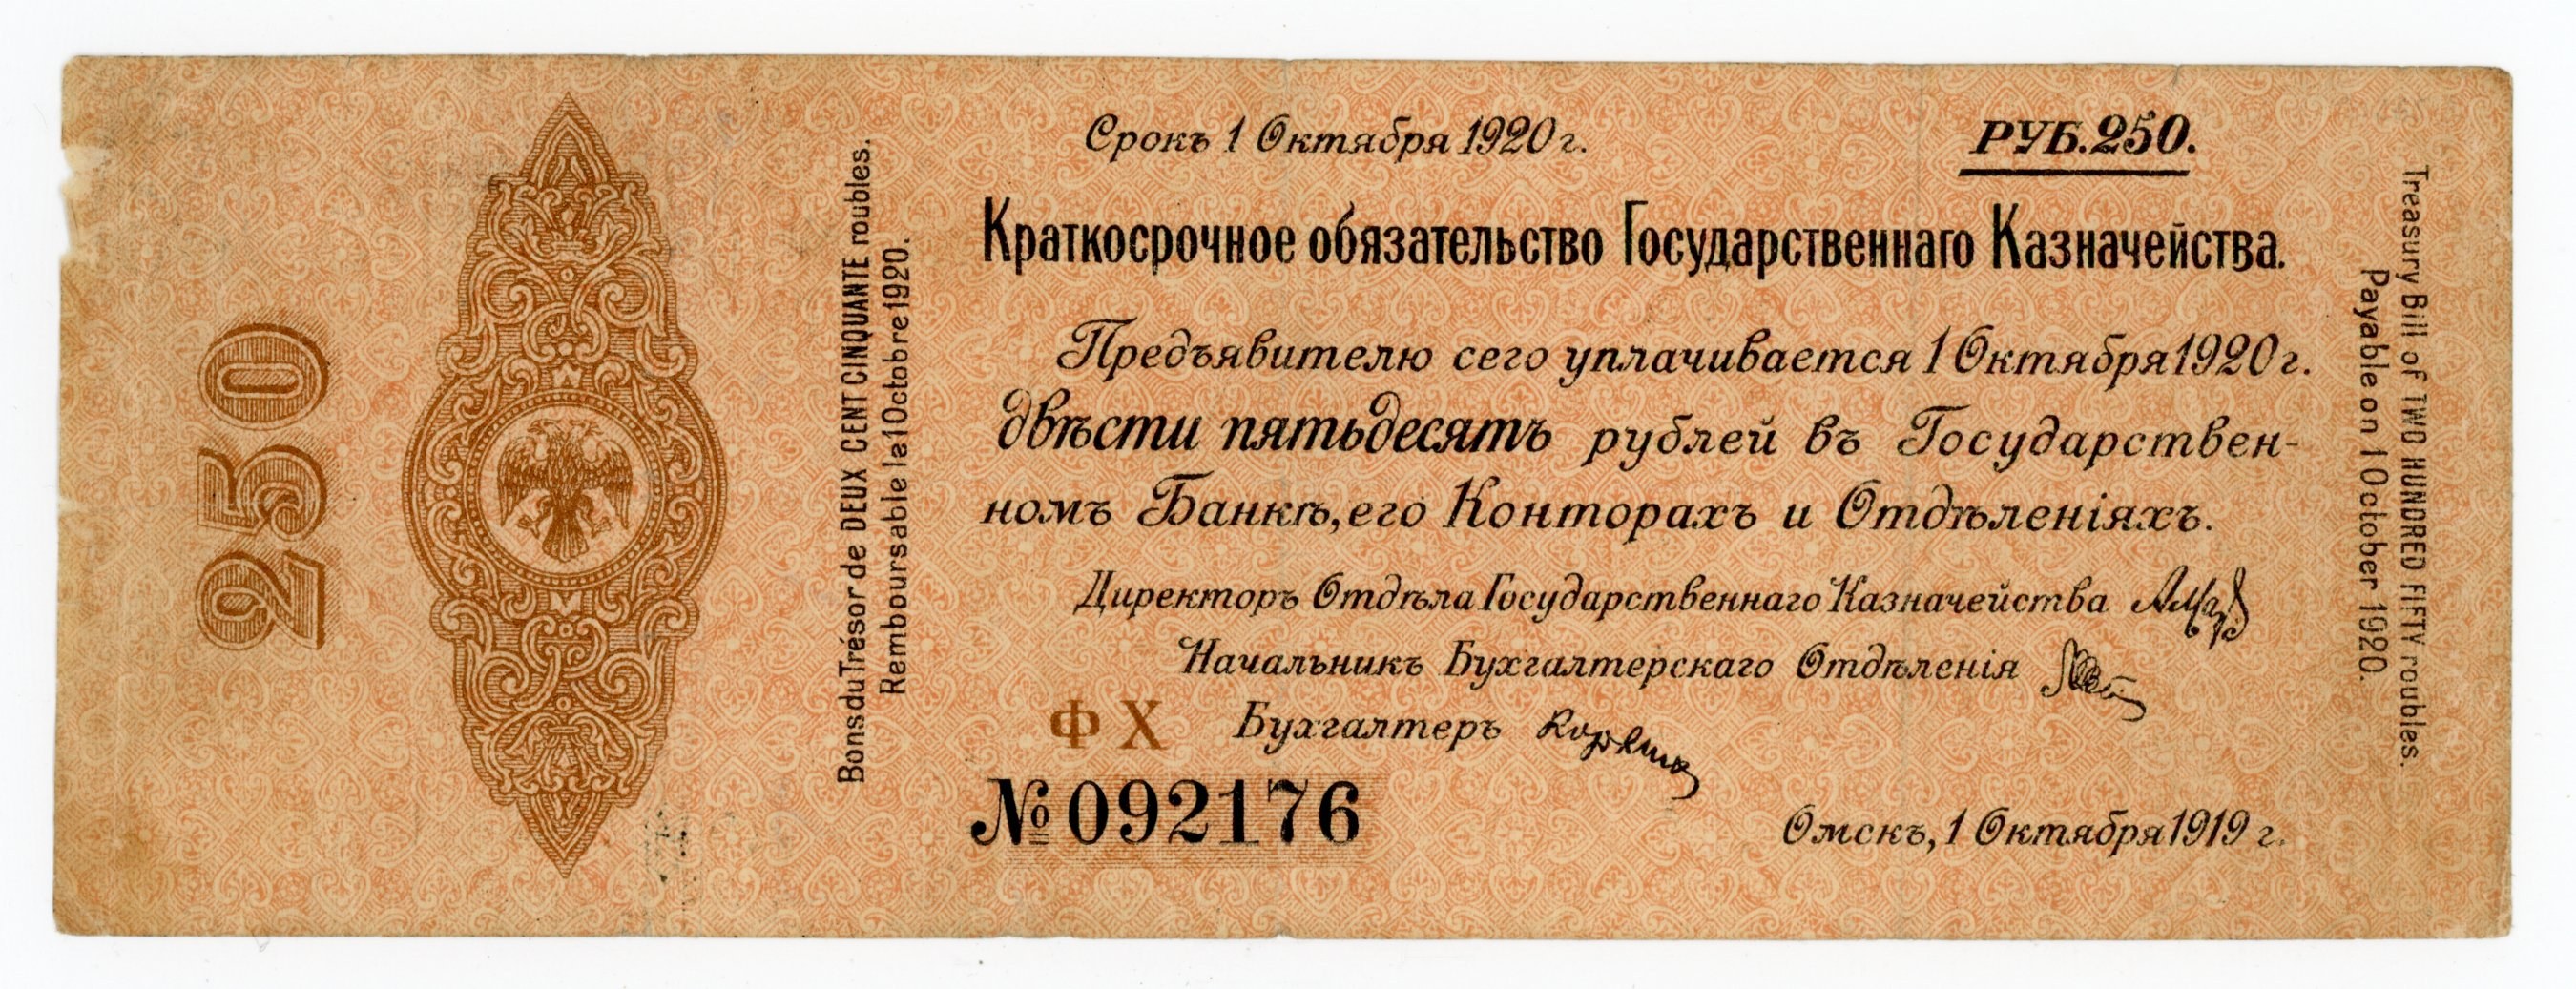 250
Bons du Trésor de DEUX CENT CINQUANTE roubles.
Remboursable le 1 Octobre 1920.
Срокъ 1 Октября 1920 г.
РУБ. 250.
Краткосрочное обязательство Государственнаго Казначейства.
Предъявителю сего уплачивается 1 Октября 1920 г.
двѣсти пятьдесятъ рублей въ Государствен-
номъ Банкѣ, его Конторахъ и Отдѣленіяхъ.
Директоръ Отдѣла Государственнаго Казначейства
Начальникъ Бухгалтерскаго Отдѣленія
ФХ Бухгалтеръ
№ 092176
Омскъ, 1 Октября 1919 г.
Treasury Bill of TWO HUNDRED FIFTY roubles.
Payable on 1 October 1920.